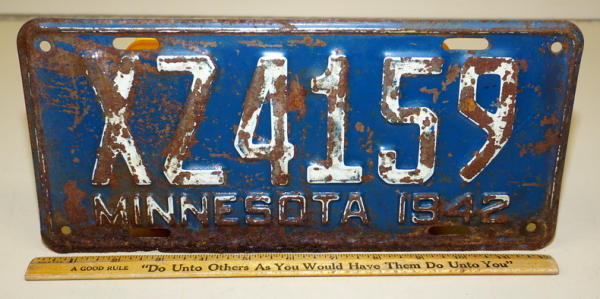 XZ4159
MINNESOTA 1942
A GOOD RULE "Do Unto Others As You Would Have Them Do Unto You"